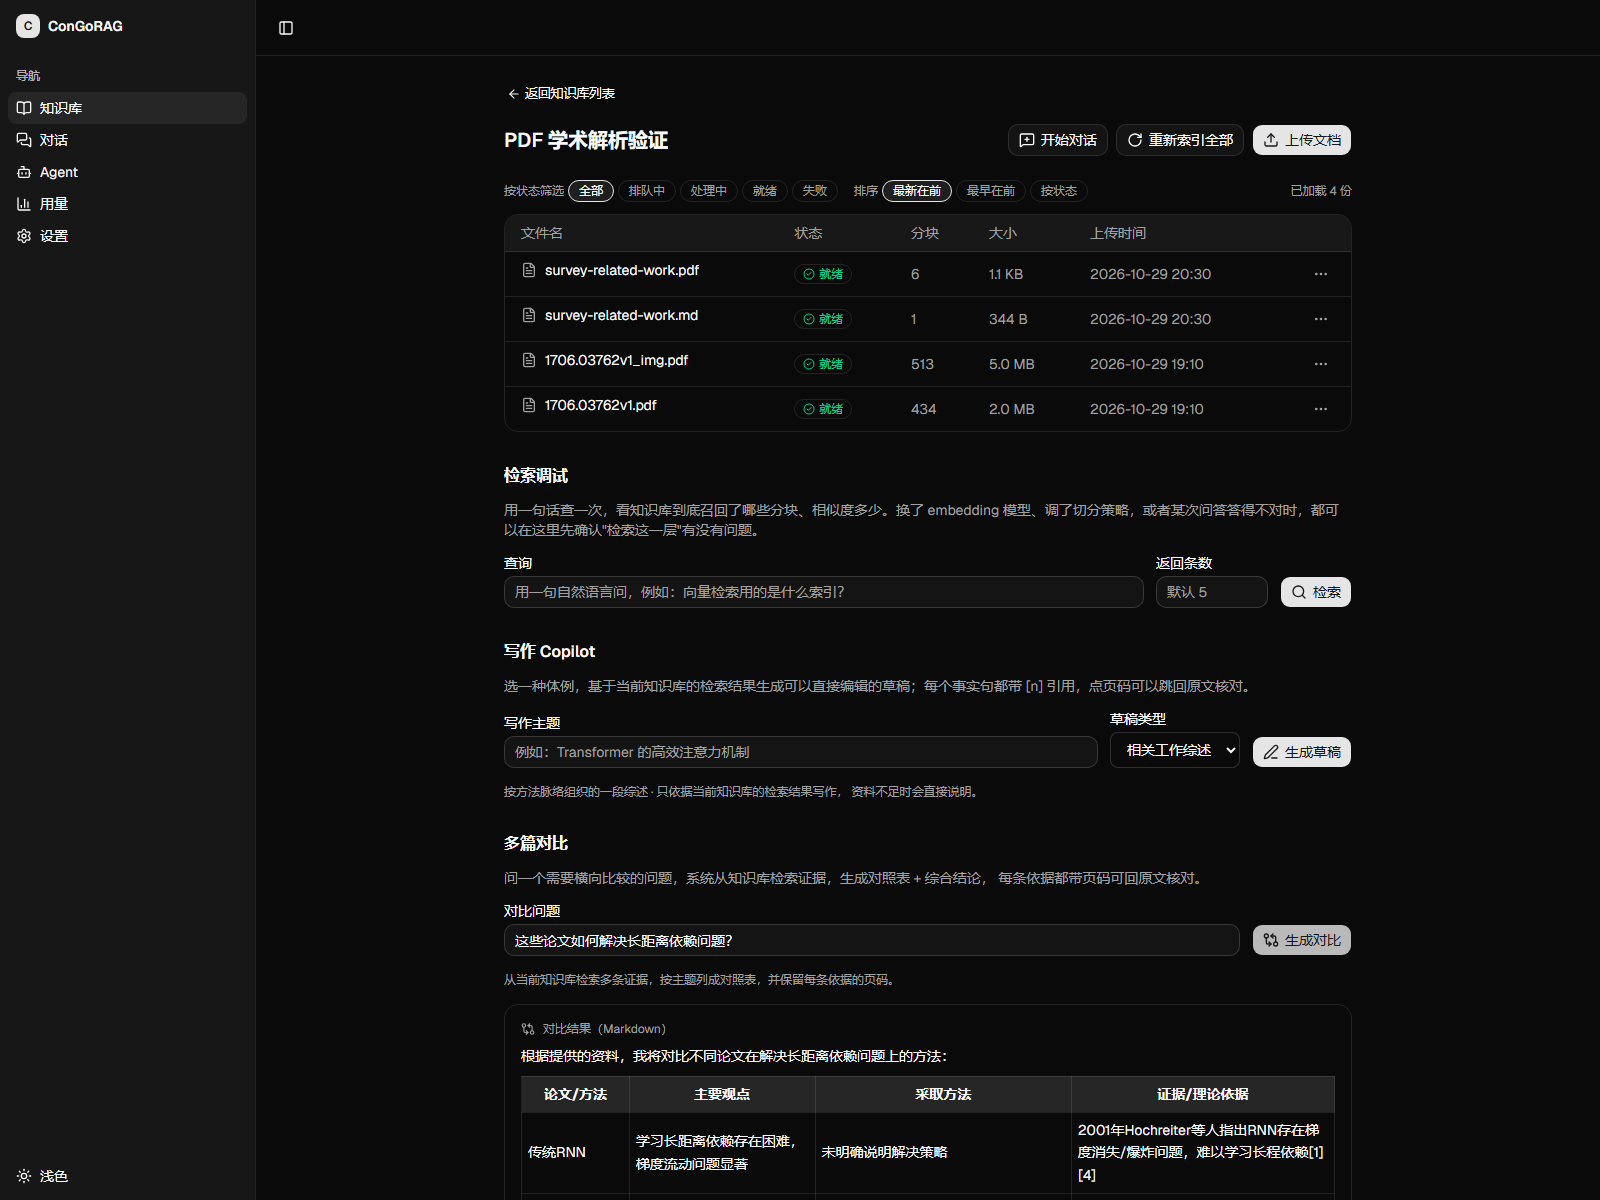 C ConGoRAG
导航
知识库
对话
Agent
用量
设置
浅色
返回知识库列表
PDF 学术解析验证
开始对话
重新索引全部
上传文档
按状态筛选 全部 排队中 处理中 就绪 失败 排序 最新在前 最早在前 按状态 已加载 4 份
文件名 状态 分块 大小 上传时间
survey-related-work.pdf 就绪 6 1.1 KB 2026-10-29 20:30
survey-related-work.md 就绪 1 344 B 2026-10-29 20:30
1706.03762v1_img.pdf 就绪 513 5.0 MB 2026-10-29 19:10
1706.03762v1.pdf 就绪 434 2.0 MB 2026-10-29 19:10
检索调试
用一句话查一次，看知识库到底召回了哪些分块、相似度多少。换了 embedding 模型、调了切分策略，或者某次问答答得不对时，都可
以在这里先确认"检索这一层"有没有问题。
查询 返回条数
用一句自然语言问，例如：向量检索用的是什么索引？ 默认 5 检索
写作 Copilot
选一种体例，基于当前知识库的检索结果生成可以直接编辑的草稿；每个事实句都带 [n] 引用，点页码可以跳回原文核对。
写作主题 草稿类型
例如：Transformer 的高效注意力机制 相关工作综述 生成草稿
按方法脉络组织的一段综述 · 只依据当前知识库的检索结果写作， 资料不足时会直接说明。
多篇对比
问一个需要横向比较的问题，系统从知识库检索证据，生成对照表 + 综合结论， 每条依据都带页码可回原文核对。
对比问题
这些论文如何解决长距离依赖问题？ 生成对比
从当前知识库检索多条证据，按主题列成对照表，并保留每条依据的页码。
对比结果（Markdown）
根据提供的资料，我将对比不同论文在解决长距离依赖问题上的方法：
论文/方法 主要观点 采取方法 证据/理论依据
传统RNN
学习长距离依赖存在困难，
梯度流动问题显著
未明确说明解决策略
2001年Hochreiter等人指出RNN存在梯
度消失/爆炸问题，难以学习长程依赖[1]
[4]